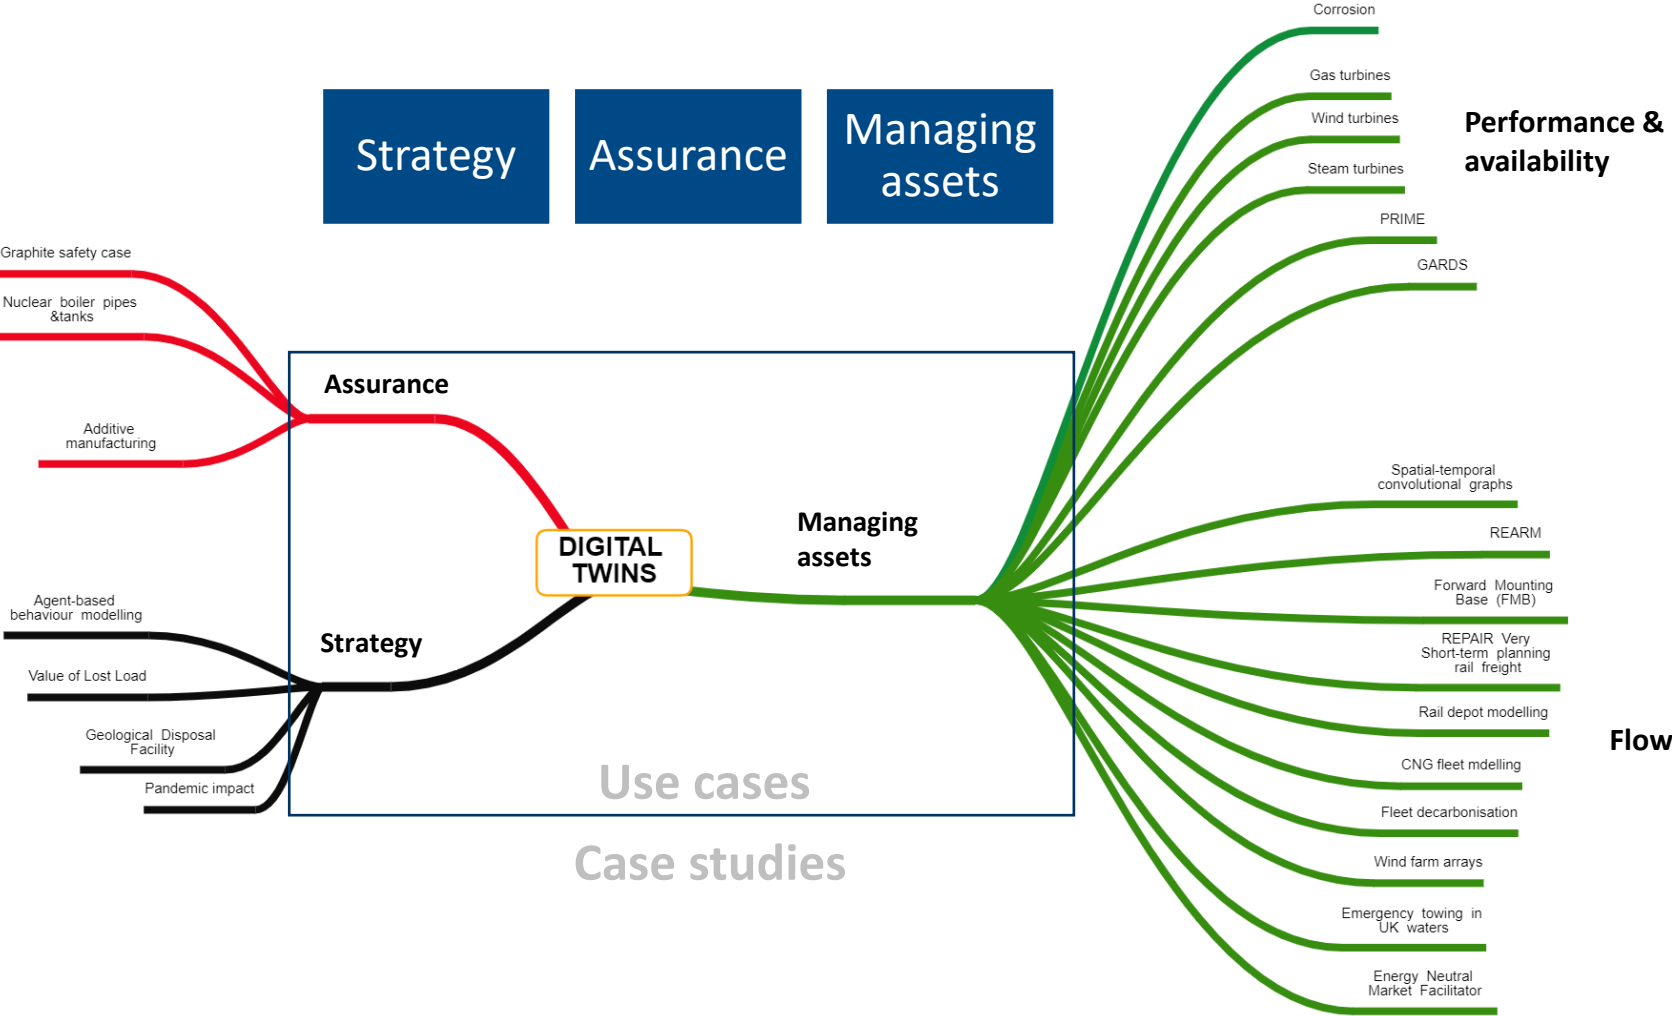 Strategy
Assurance
Managing
assets
Corrosion
Gas turbines
Wind turbines
Steam turbines
PRIME
GARDS
Performance &
availability
Graphite safety case
Nuclear boiler pipes
&tanks
Additive
manufacturing
Assurance
DIGITAL
TWINS
Managing
assets
Strategy
Agent-based
behaviour modelling
Value of Lost Load
Geological Disposal
Facility
Pandemic impact
Spatial-temporal
convolutional graphs
REARM
Forward Mounting
Base (FMB)
REPAIR Very
Short-term planning
rail freight
Rail depot modelling
CNG fleet mdelling
Fleet decarbonisation
Wind farm arrays
Emergency towing in
UK waters
Energy Neutral
Market Facilitator
Flow
Use cases
Case studies